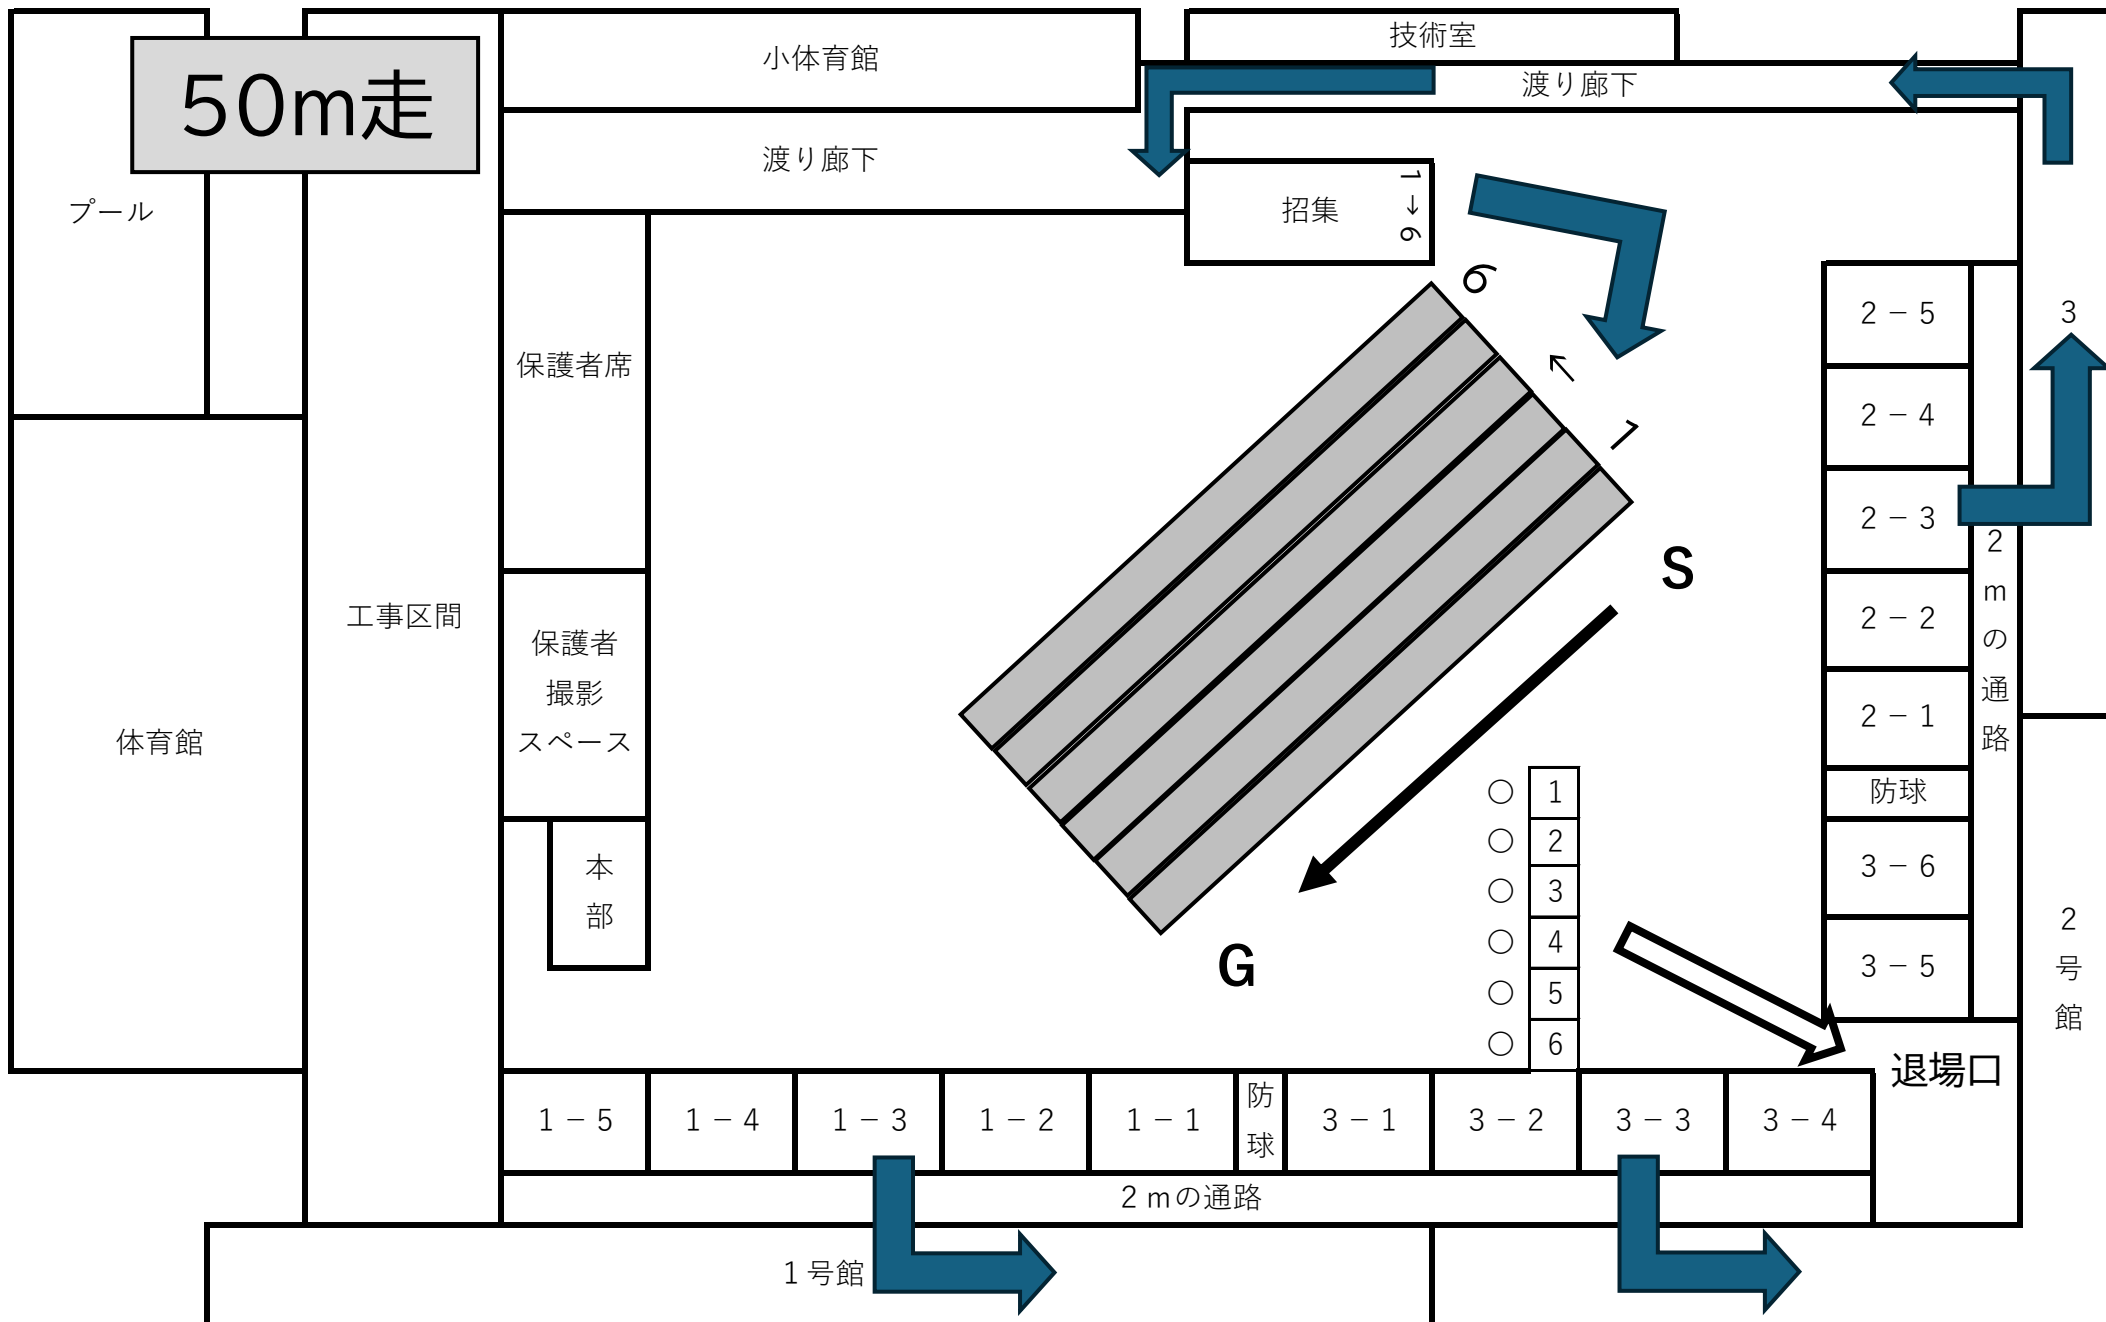 50m走
小体育館
技術室
渡り廊下
渡り廊下
プール
招集
1→6
6
↑
1
保護者席
工事区間
体育館
保護者
撮影
スペース
本
部
S
G
2－5
2－4
2－3
2－2
2－1
防球
3－6
3－5
2
m
の
通
路
3
2
号
館
○ 1
○ 2
○ 3
○ 4
○ 5
○ 6
退場口
1－5
1－4
1－3
1－2
1－1
防
球
3－1
3－2
3－3
3－4
2mの通路
1号館